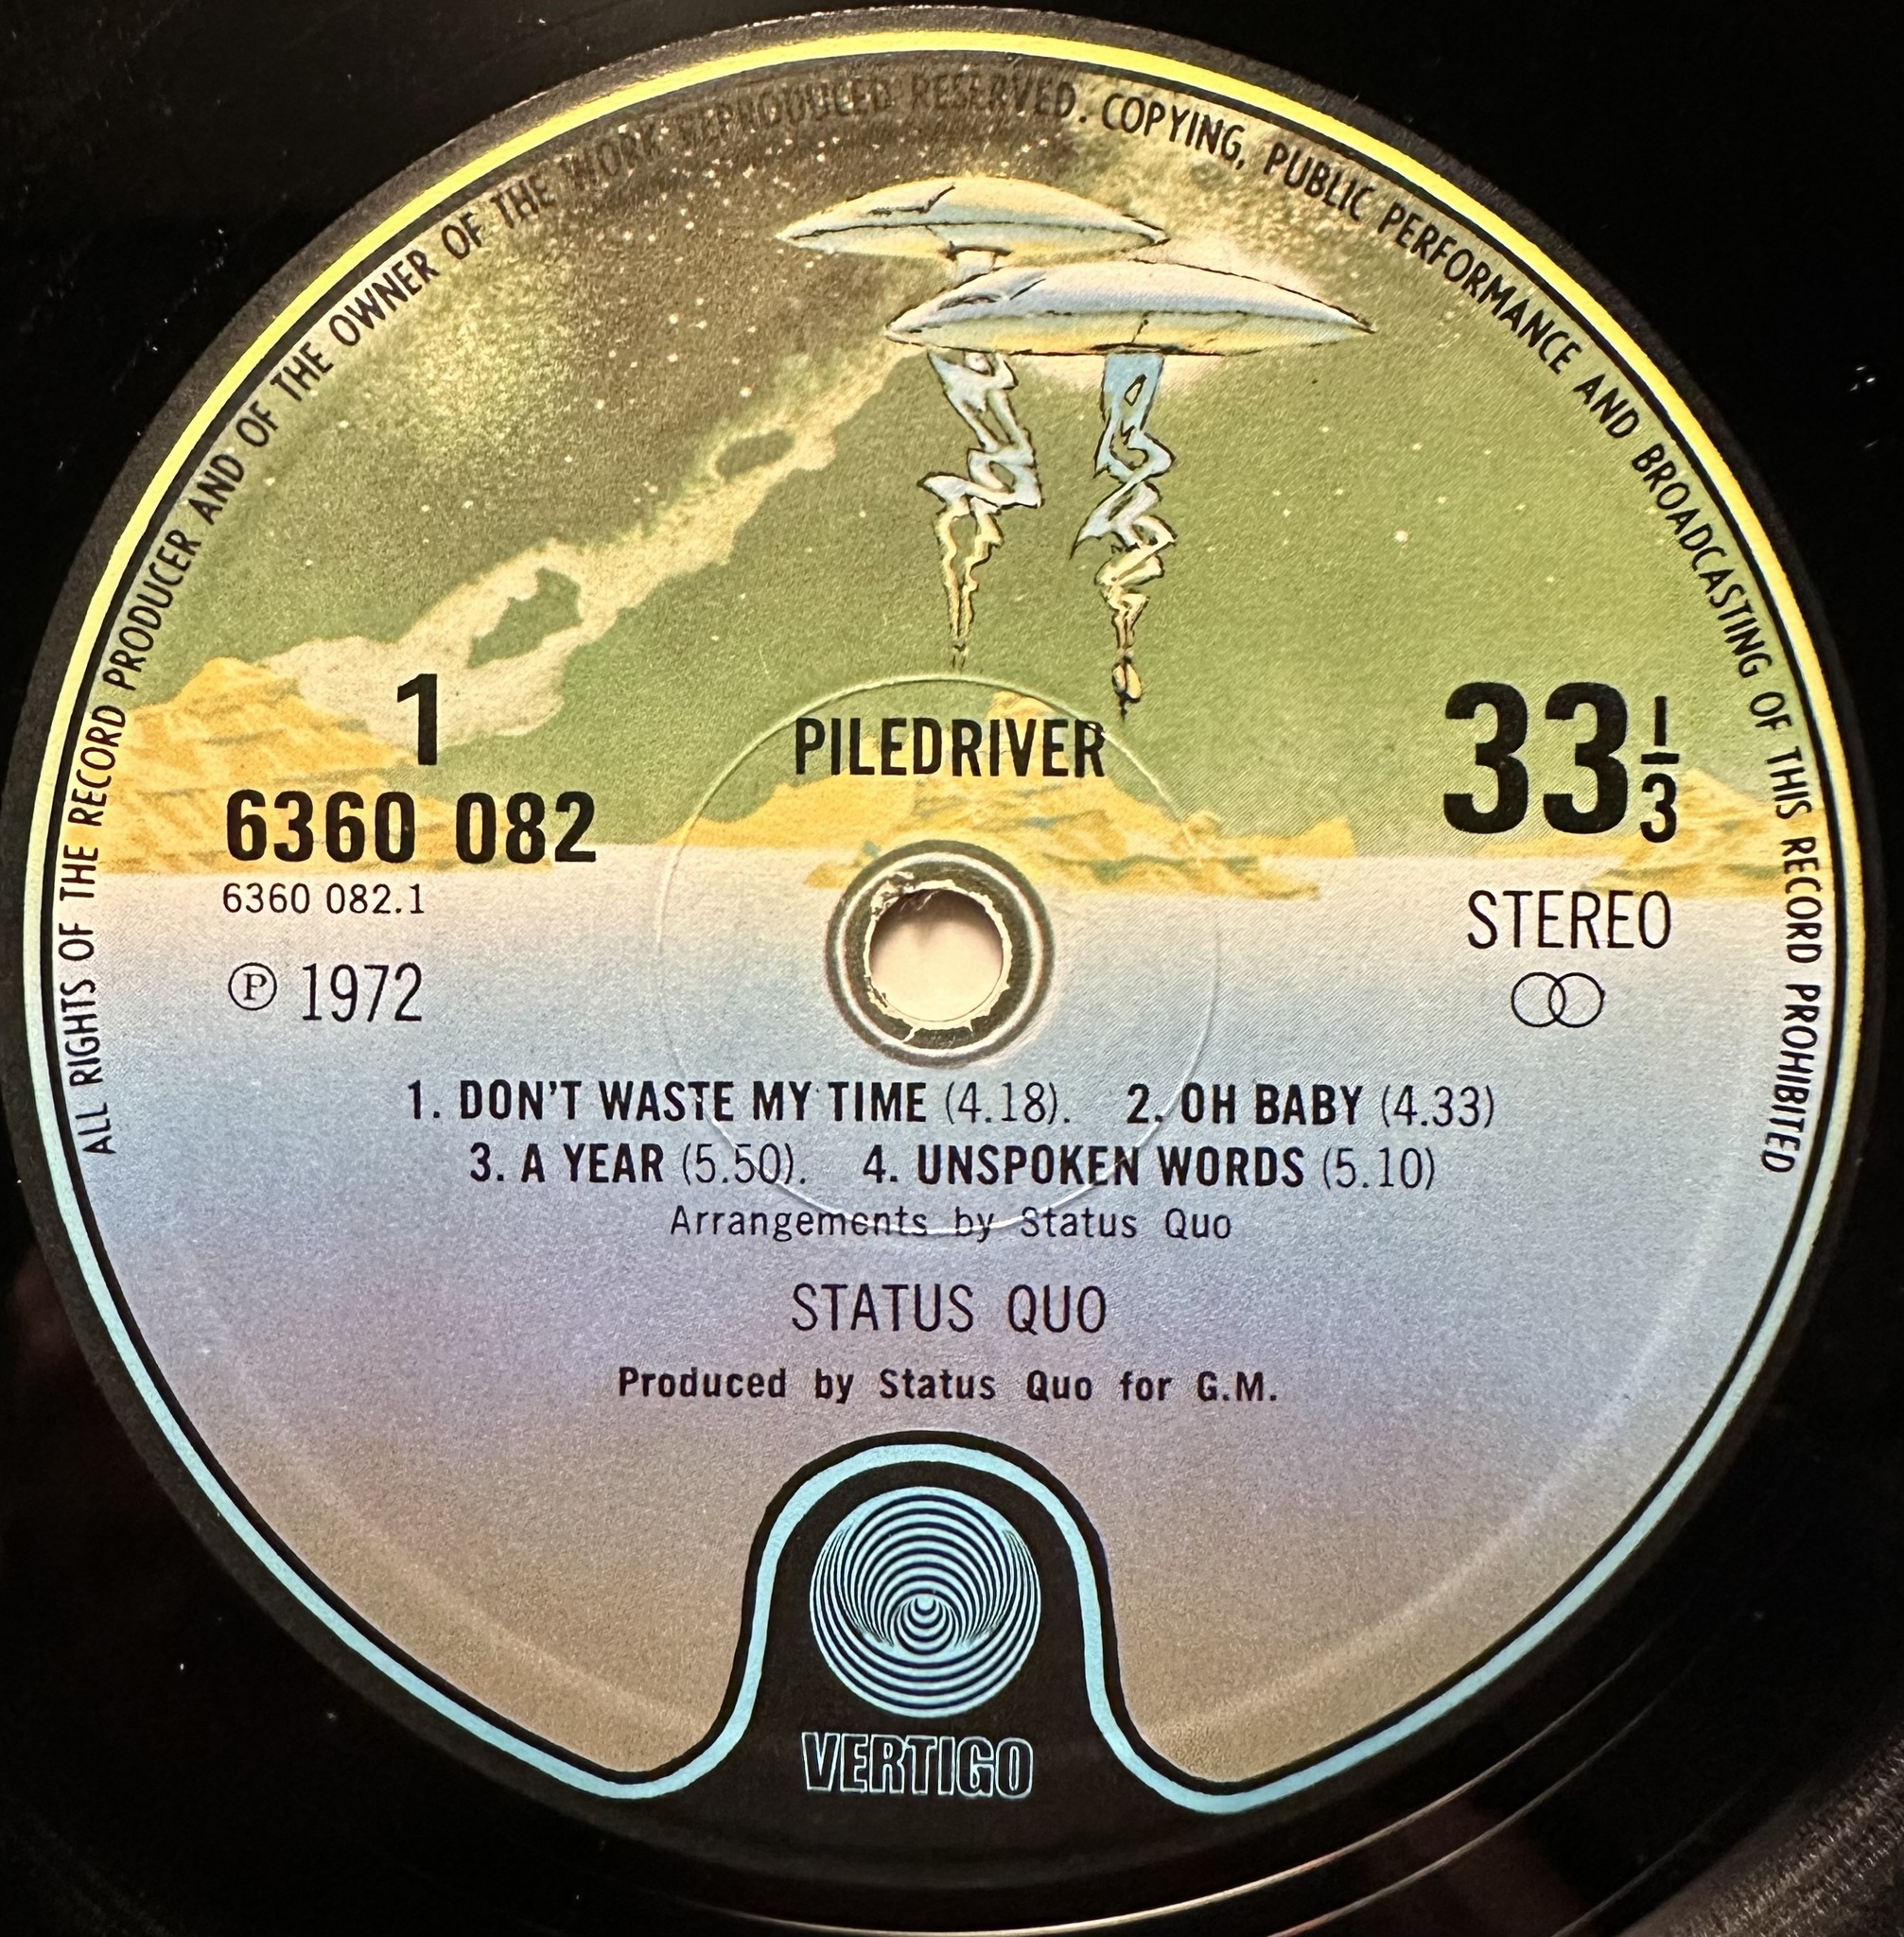 ALL RIGHTS OF THE RECORD PRODUCER AND OF THE OWNER OF THE WORK REPRODUCED RESERVED. COPYING, PUBLIC PERFORMANCE AND BROADCASTING OF THIS RECORD PROHIBITED
1
PILEDRIVER
33 1/3
6360 082
6360 082.1
STEREO
℗ 1972
1. DON'T WASTE MY TIME (4.18). 2. OH BABY (4.33)
3. A YEAR (5.50). 4. UNSPOKEN WORDS (5.10)
Arrangements by Status Quo
STATUS QUO
Produced by Status Quo for G.M.
VERTIGO